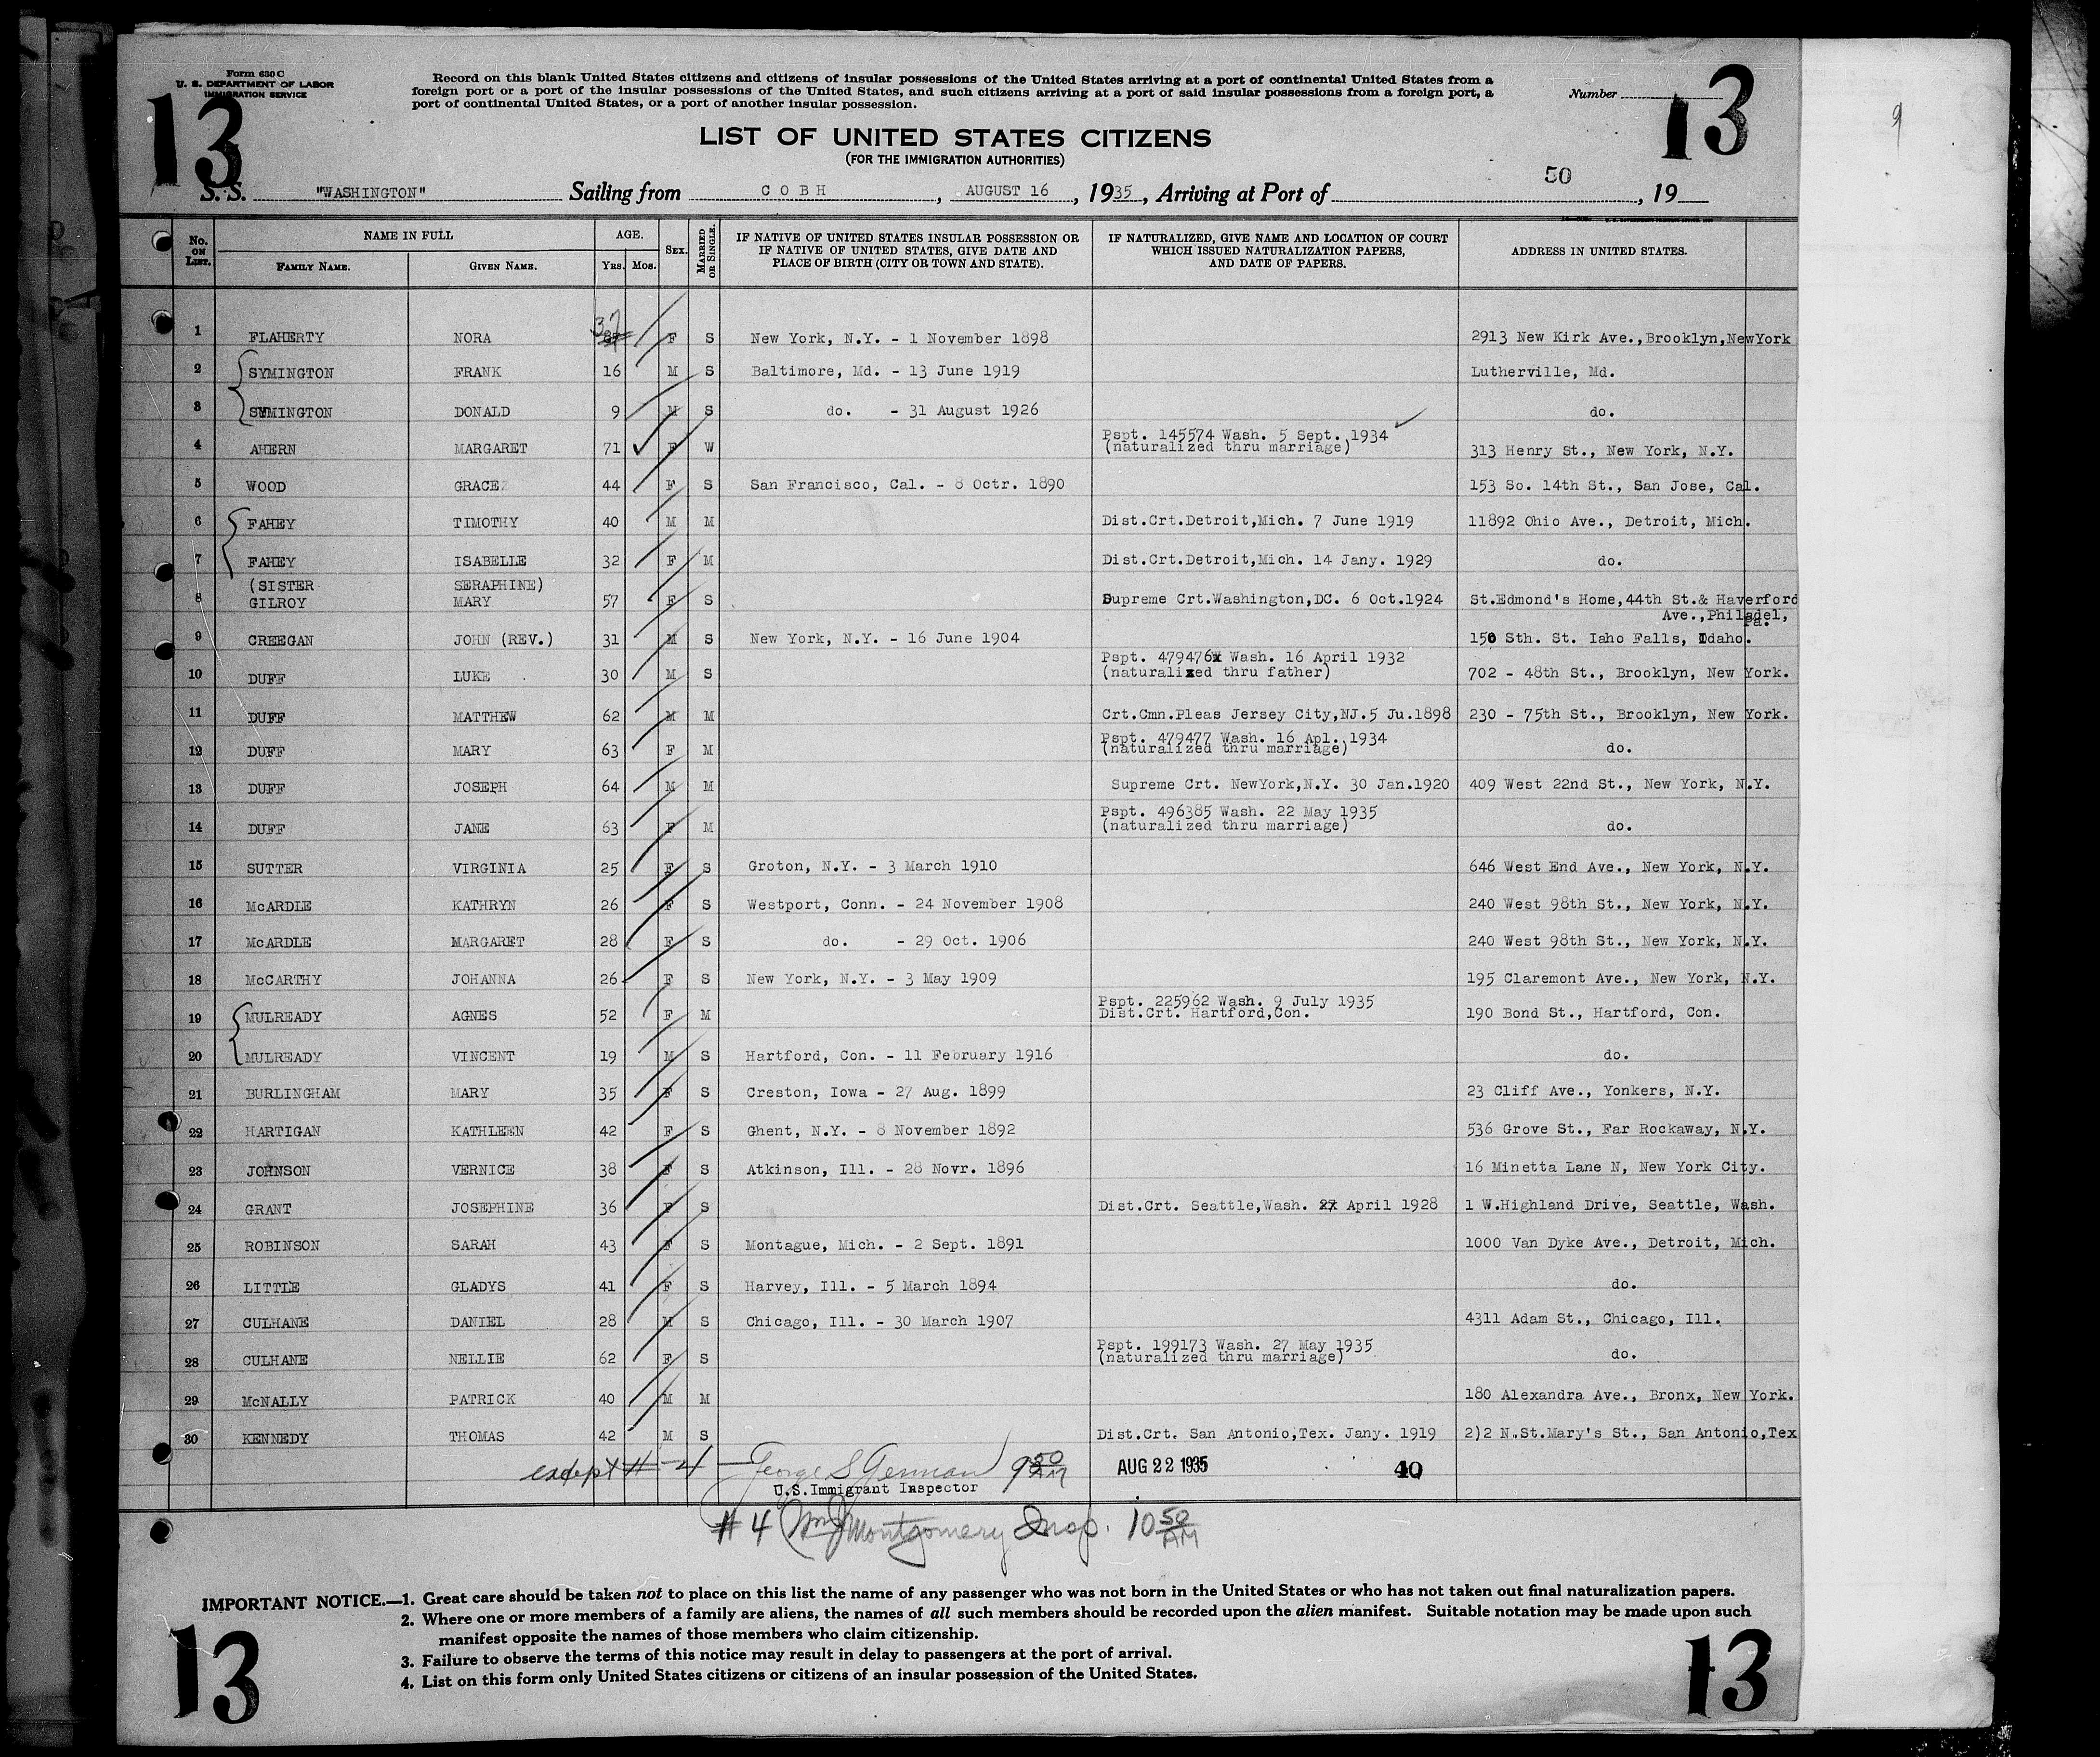 Form 630 C
U. S. DEPARTMENT OF LABOR
IMMIGRATION SERVICE
Record on this blank United States citizens and citizens of insular possessions of the United States arriving at a port of continental United States from a
foreign port or a port of the insular possessions of the United States, and such citizens arriving at a port of said insular possessions from a foreign port, a
port of continental United States, or a port of another insular possession.
Number
13
13
LIST OF UNITED STATES CITIZENS
(FOR THE IMMIGRATION AUTHORITIES)
50
S. S. "WASHINGTON" Sailing from COBH, AUGUST 16, 1935, Arriving at Port of , 19
No. ON LIST. NAME IN FULL AGE. SEX. MARRIED OR SINGLE. IF NATIVE OF UNITED STATES INSULAR POSSESSION OR IF NATIVE OF UNITED STATES, GIVE DATE AND PLACE OF BIRTH (CITY OR TOWN AND STATE). IF NATURALIZED, GIVE NAME AND LOCATION OF COURT WHICH ISSUED NATURALIZATION PAPERS, AND DATE OF PAPERS. ADDRESS IN UNITED STATES.
FAMILY NAME. GIVEN NAME. YRS. MOS.
1 FLAHERTY NORA 37 F S New York, N.Y. - 1 November 1898 2913 New Kirk Ave.,Brooklyn,NewYork
2 SYMINGTON FRANK 16 M S Baltimore, Md. - 13 June 1919 Lutherville, Md.
3 SYMINGTON DONALD 9 M S do. - 31 August 1926 do.
4 AHERN MARGARET 71 F W Pspt. 145574 Wash. 5 Sept. 1934 (naturalized thru marriage) 313 Henry St., New York, N.Y.
5 WOOD GRACE 44 F S San Francisco, Cal. - 8 Octr. 1890 153 So. 14th St., San Jose, Cal.
6 FAHEY TIMOTHY 40 M M Dist.Crt.Detroit,Mich. 7 June 1919 11892 Ohio Ave., Detroit, Mich.
7 FAHEY ISABELLE 32 F M Dist.Crt.Detroit,Mich. 14 Jany. 1929 do.
(SISTER SERAPHINE)
8 GILROY MARY 57 F S Supreme Crt.Washington,DC. 6 Oct.1924 St.Edmond's Home,44th St.& Haverford
Ave.,Philadel, Pa.
9 CREEGAN JOHN (REV.) 31 M S New York, N.Y. - 16 June 1904 150 Sth. St. Iaho Falls, Idaho.
10 DUFF LUKE 30 M S Pspt. 479476 Wash. 16 April 1932 (naturalized thru father) 702 - 48th St., Brooklyn, New York.
11 DUFF MATTHEW 62 M M Crt.Cmn.Pleas Jersey City,NJ.5 Ju.1898 230 - 75th St., Brooklyn, New York.
12 DUFF MARY 63 F M Pspt. 479477 Wash. 16 Apl. 1934 (naturalized thru marriage) do.
13 DUFF JOSEPH 64 M M Supreme Crt. NewYork,N.Y. 30 Jan.1920 409 West 22nd St., New York, N.Y.
14 DUFF JANE 63 F M Pspt. 496385 Wash. 22 May 1935 (naturalized thru marriage) do.
15 SUTTER VIRGINIA 25 F S Groton, N.Y. - 3 March 1910 646 West End Ave., New York, N.Y.
16 McARDLE KATHRYN 26 F S Westport, Conn. - 24 November 1908 240 West 98th St., New York, N.Y.
17 McARDLE MARGARET 28 F S do. - 29 Oct. 1906 240 West 98th St., New York, N.Y.
18 McCARTHY JOHANNA 26 F S New York, N.Y. - 3 May 1909 195 Claremont Ave., New York, N.Y.
19 MULREADY AGNES 52 F M Pspt. 225962 Wash. 9 July 1935 Dist.Crt. Hartford,Con. 190 Bond St., Hartford, Con.
20 MULREADY VINCENT 19 M S Hartford, Con. - 11 February 1916 do.
21 BURLINGHAM MARY 35 F S Creston, Iowa - 27 Aug. 1899 23 Cliff Ave., Yonkers, N.Y.
22 HARTIGAN KATHLEEN 42 F S Ghent, N.Y. - 8 November 1892 536 Grove St., Far Rockaway, N.Y.
23 JOHNSON VERNICE 38 F S Atkinson, Ill. - 28 Novr. 1896 16 Minetta Lane N, New York City.
24 GRANT JOSEPHINE 36 F S Dist.Crt. Seattle,Wash. 27 April 1928 1 W.Highland Drive, Seattle, Wash.
25 ROBINSON SARAH 43 F S Montague, Mich. - 2 Sept. 1891 1000 Van Dyke Ave., Detroit, Mich.
26 LITTLE GLADYS 41 F S Harvey, Ill. - 5 March 1894 do.
27 CULHANE DANIEL 28 M S Chicago, Ill. - 30 March 1907 4311 Adam St., Chicago, Ill.
28 CULHANE NELLIE 62 F S Pspt. 199173 Wash. 27 May 1935 (naturalized thru marriage) do.
29 McNALLY PATRICK 40 M M 180 Alexandra Ave., Bronx, New York.
30 KENNEDY THOMAS 42 M S Dist.Crt. San Antonio,Tex. Jany. 1919 2)2 N.St.Mary's St., San Antonio,Tex
except # 4 - George S German 9 50 AM AUG 22 1935 40
U.S.Immigrant Inspector
# 4 Wm J Montgomery Insp. 10 50 AM
IMPORTANT NOTICE.—1. Great care should be taken not to place on this list the name of any passenger who was not born in the United States or who has not taken out final naturalization papers.
2. Where one or more members of a family are aliens, the names of all such members should be recorded upon the alien manifest. Suitable notation may be made upon such
manifest opposite the names of those members who claim citizenship.
3. Failure to observe the terms of this notice may result in delay to passengers at the port of arrival.
4. List on this form only United States citizens or citizens of an insular possession of the United States.
13
13